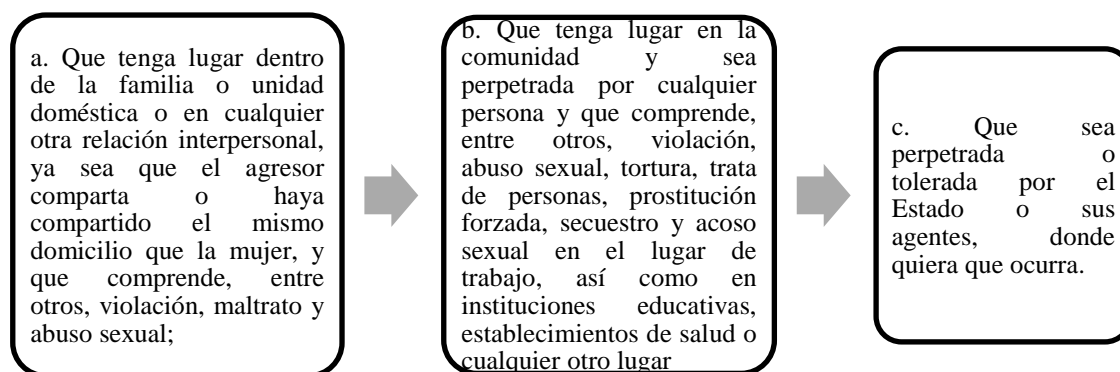 a. Que tenga lugar dentro
de la familia o unidad
doméstica o en cualquier
otra relación interpersonal,
ya sea que el agresor
comparta o haya
compartido el mismo
domicilio que la mujer, y
que comprende, entre
otros, violación, maltrato y
abuso sexual;
b. Que tenga lugar en la
comunidad y sea
perpetrada por cualquier
persona y que comprende,
entre otros, violación,
abuso sexual, tortura, trata
de personas, prostitución
forzada, secuestro y acoso
sexual en el lugar de
trabajo, así como en
instituciones educativas,
establecimientos de salud o
cualquier otro lugar
c. Que sea
perpetrada o
tolerada por el
Estado o sus
agentes, donde
quiera que ocurra.